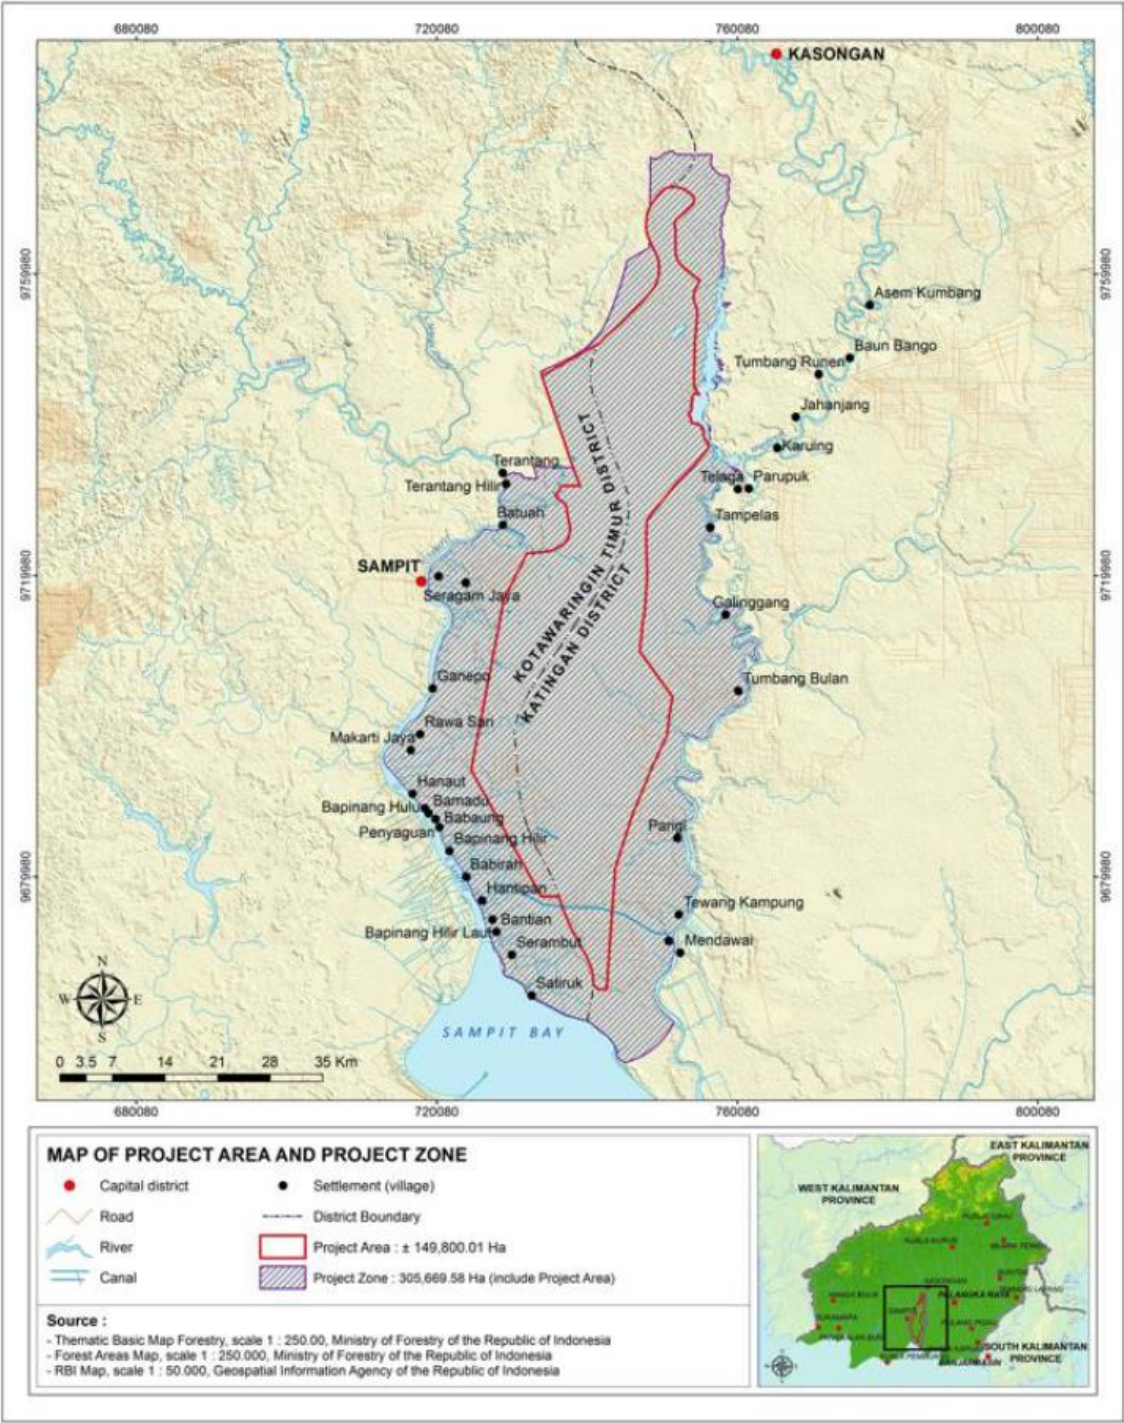 680080
720080
760080
800080
KASONGAN
9759980
9759980
Asem Kumbang
Baun Bango
Tumbang Runen
Jahanjang
Karuing
Terantang
Telaga
Parupuk
Terantang Hilir
Batuah
Tampelas
KOTAWARINGIN TIMUR DISTRICT
KATINGAN DISTRICT
SAMPIT
9719980
9719980
Seragam Jaya
Galinggang
Ganepo
Tumbang Bulan
Rawa Sari
Makarti Jaya
Hanaut
Bamadu
Bapinang Hulu
Babaung
Penyaguan
Bapinang Hilir
Parigi
Babirah
9679980
9679980
Hantipan
Tewang Kampung
Bantian
Bapinang Hilir Laut
Serambut
Mendawai
Satiruk
N
W
E
S
SAMPIT BAY
0 3.5 7 14 21 28 35 Km
680080
720080
760080
800080
MAP OF PROJECT AREA AND PROJECT ZONE
Capital district
Settlement (village)
Road
District Boundary
River
Project Area : ± 149,800.01 Ha
Canal
Project Zone : 305,669.58 Ha (include Project Area)
Source :
- Thematic Basic Map Forestry, scale 1 : 250.00, Ministry of Forestry of the Republic of Indonesia
- Forest Areas Map, scale 1 : 250.000, Ministry of Forestry of the Republic of Indonesia
- RBI Map, scale 1 : 50.000, Geospatial Information Agency of the Republic of Indonesia
EAST KALIMANTAN
PROVINCE
WEST KALIMANTAN
PROVINCE
KUALA KURUN
KASONGAN
PALANGKA RAYA
SAMPIT
SUKAMARA
SOUTH KALIMANTAN
PROVINCE
BANJARMASIN